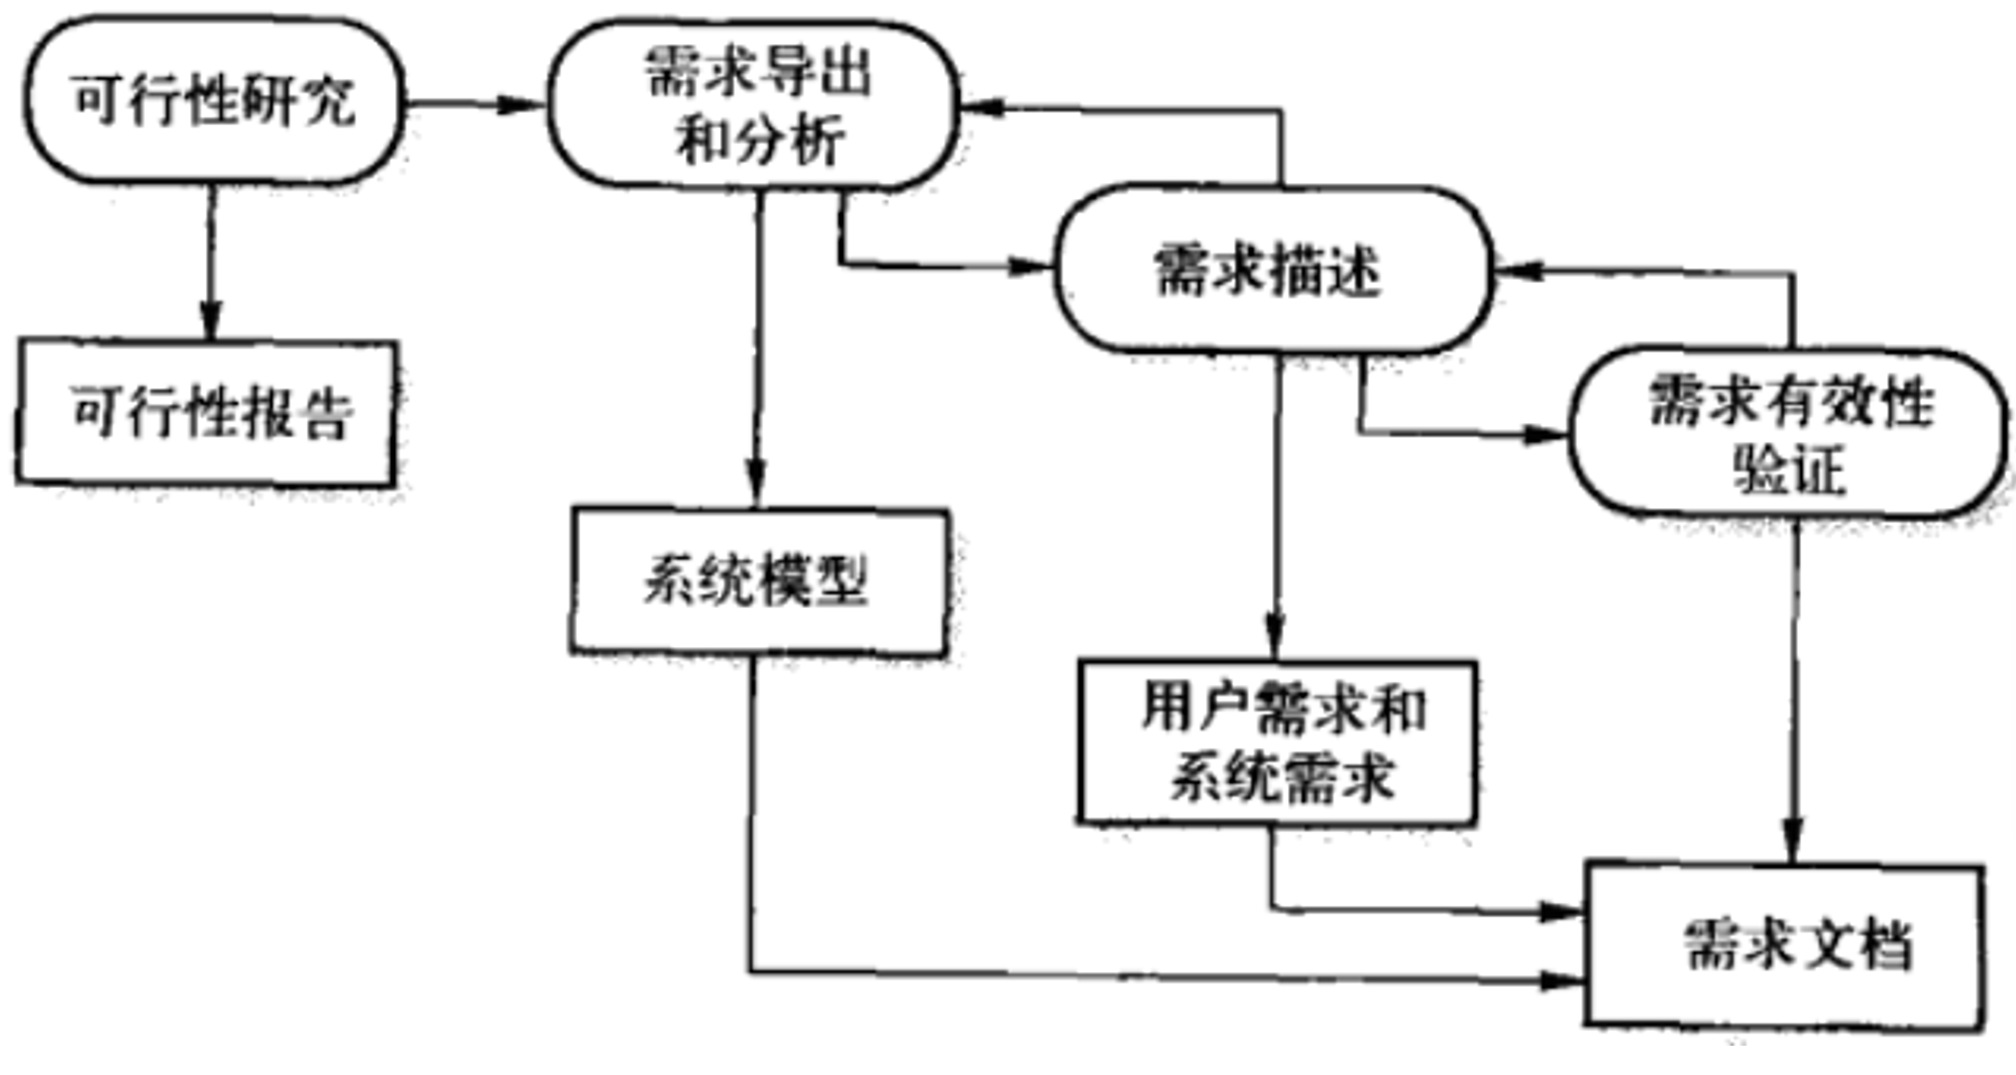 可行性研究
需求导出
和分析
需求描述
需求有效性
验证
可行性报告
系统模型
用户需求和
系统需求
需求文档